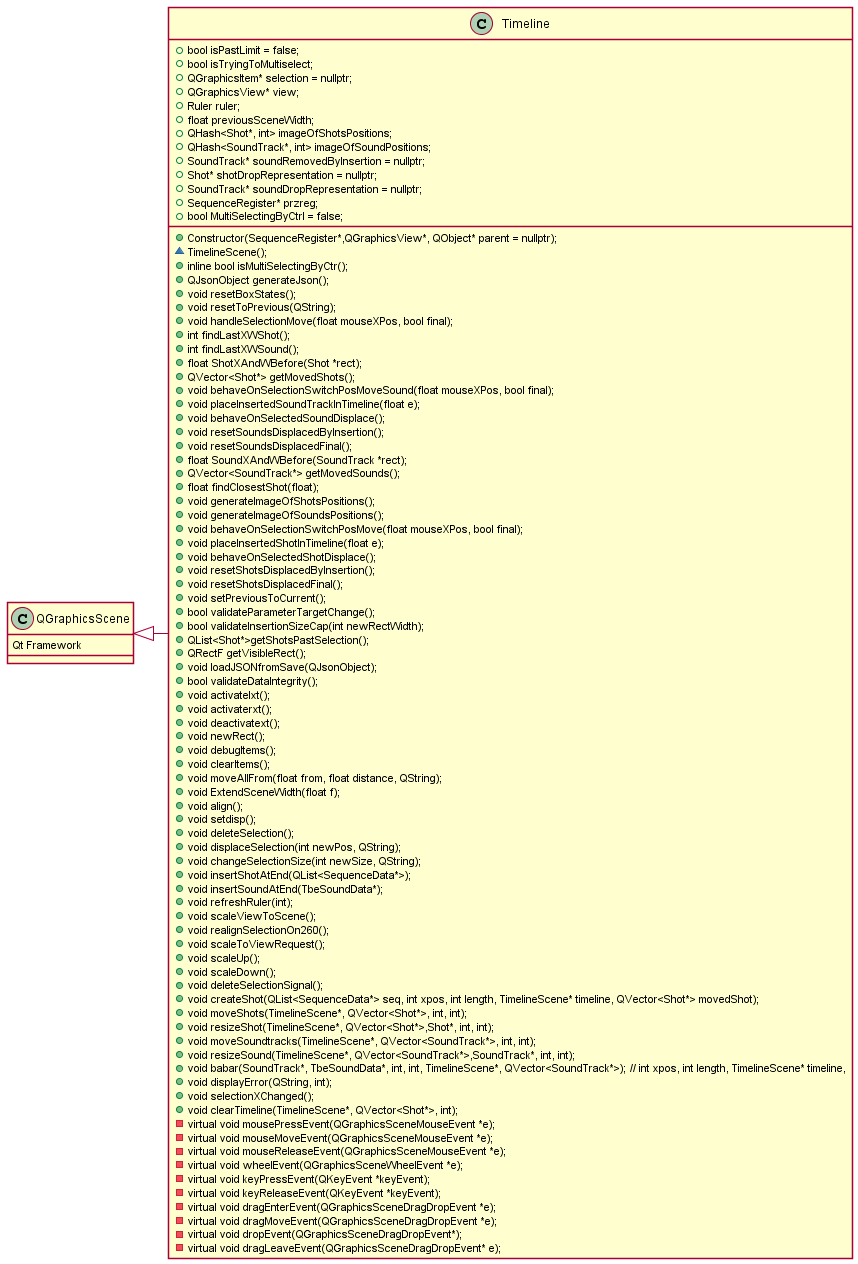 C Timeline
bool isPastLimit = false;
bool isTryingToMultiselect;
QGraphicsItem* selection = nullptr;
QGraphicsView* view;
Ruler ruler;
float previousSceneWidth;
QHash<Shot*, int> imageOfShotsPositions;
QHash<SoundTrack*, int> imageOfSoundPositions;
SoundTrack* soundRemovedByInsertion = nullptr;
Shot* shotDropRepresentation = nullptr;
SoundTrack* soundDropRepresentation = nullptr;
SequenceRegister* przreg;
bool MultiSelectingByCtrl = false;
Constructor(SequenceRegister*,QGraphicsView*, QObject* parent = nullptr);
TimelineScene();
inline bool isMultiSelectingByCtr();
QJsonObject generateJson();
void resetBoxStates();
void resetToPrevious(QString);
void handleSelectionMove(float mouseXPos, bool final);
int findLastXWShot();
int findLastXWSound();
float ShotXAndWBefore(Shot *rect);
QVector<Shot*> getMovedShots();
void behaveOnSelectionSwitchPosMoveSound(float mouseXPos, bool final);
void placeInsertedSoundTrackInTimeline(float e);
void behaveOnSelectedSoundDisplace();
void resetSoundsDisplacedByInsertion();
void resetSoundsDisplacedFinal();
float SoundXAndWBefore(SoundTrack *rect);
QVector<SoundTrack*> getMovedSounds();
float findClosestShot(float);
void generateImageOfShotsPositions();
void generateImageOfSoundsPositions();
void behaveOnSelectionSwitchPosMove(float mouseXPos, bool final);
void placeInsertedShotInTimeline(float e);
void behaveOnSelectedShotDisplace();
void resetShotsDisplacedByInsertion();
void resetShotsDisplacedFinal();
void setPreviousToCurrent();
bool validateParameterTargetChange();
bool validateInsertionSizeCap(int newRectWidth);
QList<Shot*>getShotsPastSelection();
QRectF getVisibleRect();
void loadJSONfromSave(QJsonObject);
bool validateDataIntegrity();
void activatelxt();
void activaterxt();
void deactivatext();
void newRect();
void debugItems();
void clearItems();
void moveAllFrom(float from, float distance, QString);
void ExtendSceneWidth(float f);
void align();
void setdisp();
void deleteSelection();
void displaceSelection(int newPos, QString);
void changeSelectionSize(int newSize, QString);
void insertShotAtEnd(QList<SequenceData*>);
void insertSoundAtEnd(TbeSoundData*);
void refreshRuler(int);
void scaleViewToScene();
void realignSelectionOn260();
void scaleToViewRequest();
void scaleUp();
void scaleDown();
void deleteSelectionSignal();
void createShot(QList<SequenceData*> seq, int xpos, int length, TimelineScene* timeline, QVector<Shot*> movedShot);
void moveShots(TimelineScene*, QVector<Shot*>, int, int);
void resizeShot(TimelineScene*, QVector<Shot*>,Shot*, int, int);
void moveSoundtracks(TimelineScene*, QVector<SoundTrack*>, int, int);
void resizeSound(TimelineScene*, QVector<SoundTrack*>,SoundTrack*, int, int);
void babar(SoundTrack*, TbeSoundData*, int, int, TimelineScene*, QVector<SoundTrack*>); // int xpos, int length, TimelineScene* timeline,
void displayError(QString, int);
void selectionXChanged();
void clearTimeline(TimelineScene*, QVector<Shot*>, int);
virtual void mousePressEvent(QGraphicsSceneMouseEvent *e);
virtual void mouseMoveEvent(QGraphicsSceneMouseEvent *e);
virtual void mouseReleaseEvent(QGraphicsSceneMouseEvent *e);
virtual void wheelEvent(QGraphicsSceneWheelEvent *e);
virtual void keyPressEvent(QKeyEvent *keyEvent);
virtual void keyReleaseEvent(QKeyEvent *keyEvent);
virtual void dragEnterEvent(QGraphicsSceneDragDropEvent *e);
virtual void dragMoveEvent(QGraphicsSceneDragDropEvent *e);
virtual void dropEvent(QGraphicsSceneDragDropEvent*);
virtual void dragLeaveEvent(QGraphicsSceneDragDropEvent* e);
C QGraphicsScene
Qt Framework